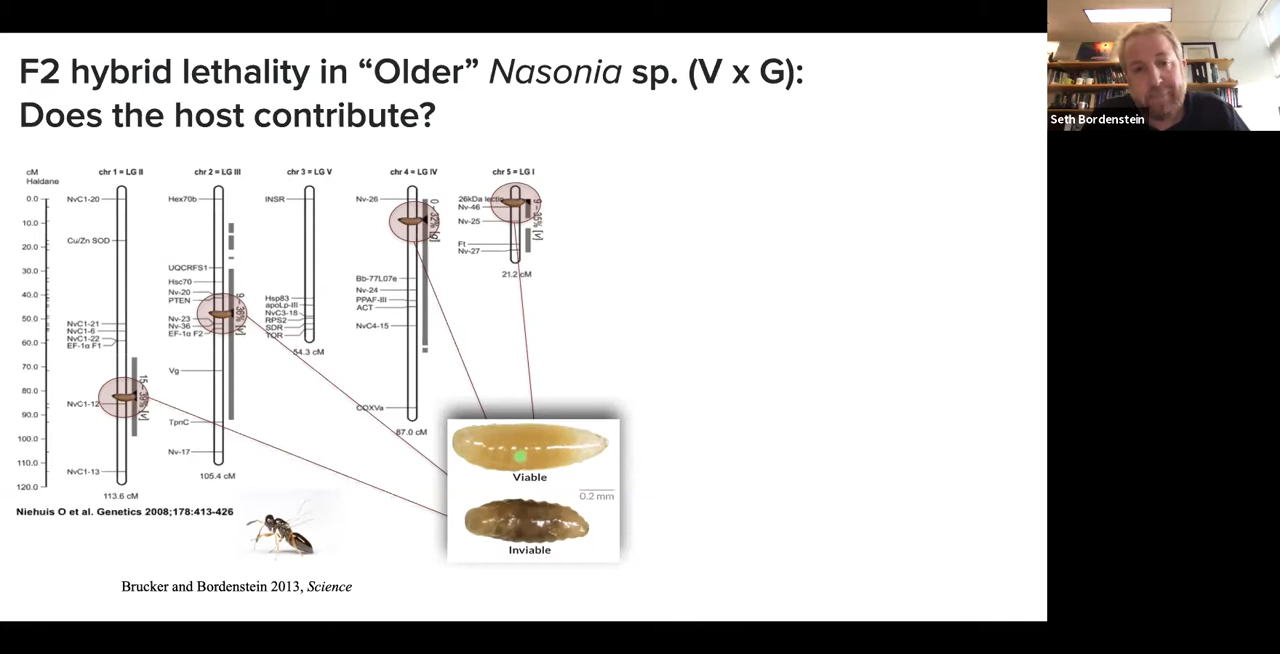 F2 hybrid lethality in “Older” Nasonia sp. (V x G):
Does the host contribute?
Seth Bordenstein
cM
Haldane
0.0
10.0
20.0
30.0
40.0
50.0
60.0
70.0
80.0
90.0
100.0
110.0
120.0
chr 1 = LG II
NvC1-20
Cu/Zn SOD
NvC1-21
NvC1-6
NvC1-22
EF-1α F1
NvC1-12
NvC1-13
113.6 cM
chr 2 = LG III
Hex70b
UQCRFS1
Hsc70
Nv-20
PTEN
Nv-23
Nv-36
EF-1α F2
Vg
TpnC
Nv-17
105.4 cM
chr 3 = LG V
INSR
Hsp83
apoLp-III
NvC3-18
RPS2
SDR
TOR
54.3 cM
chr 4 = LG IV
Nv-26
Bb-77L07e
Nv-24
PPAF-III
ACT
NvC4-15
COXVa
87.0 cM
chr 5 = LG I
26kDa lectin
Nv-46
Nv-25
Ft
Nv-27
21.2 cM
Viable
0.2 mm
Inviable
Niehuis O et al. Genetics 2008;178:413-426
Brucker and Bordenstein 2013, Science